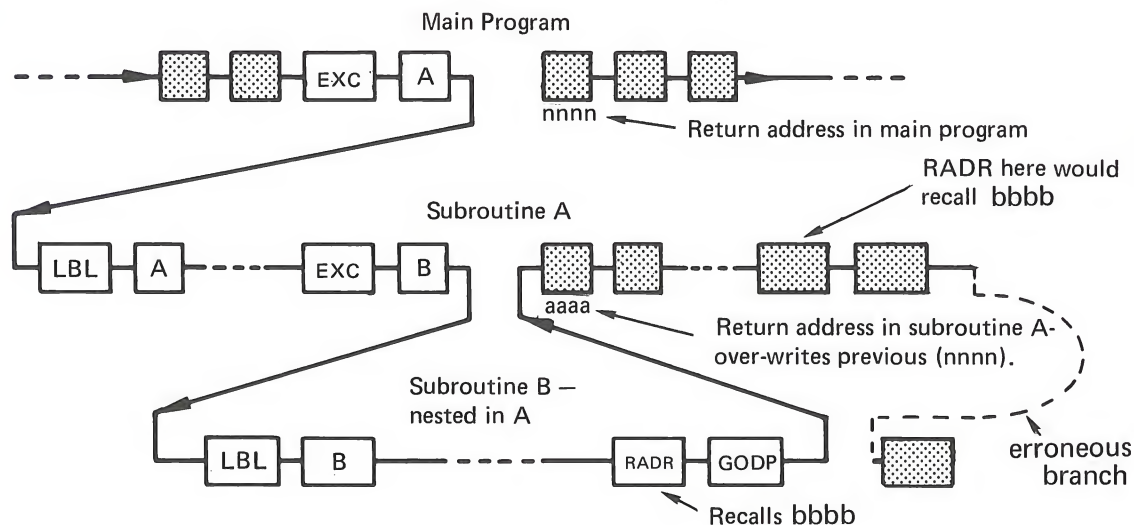 Main Program
EXC A
nnnn
Return address in main program
RADR here would
recall bbbb
Subroutine A
LBL A EXC B
aaaa
Return address in subroutine A-
over-writes previous (nnnn).
Subroutine B —
nested in A
LBL B RADR GODP
erroneous
branch
Recalls bbbb